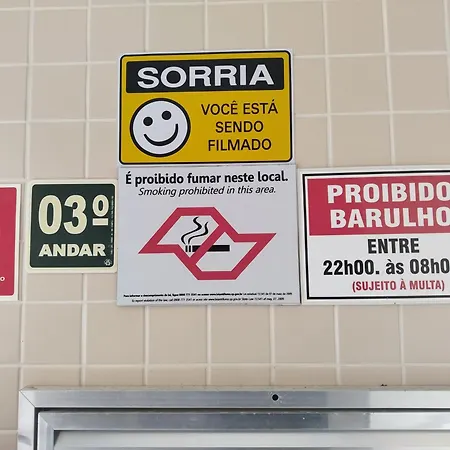 SORRIA
VOCÊ ESTÁ
SENDO
FILMADO
É proibido fumar neste local.
Smoking prohibited in this area.
03º
ANDAR
PROIBIDO
BARULHO
ENTRE
22h00. às 08h0
(SUJEITO À MULTA)